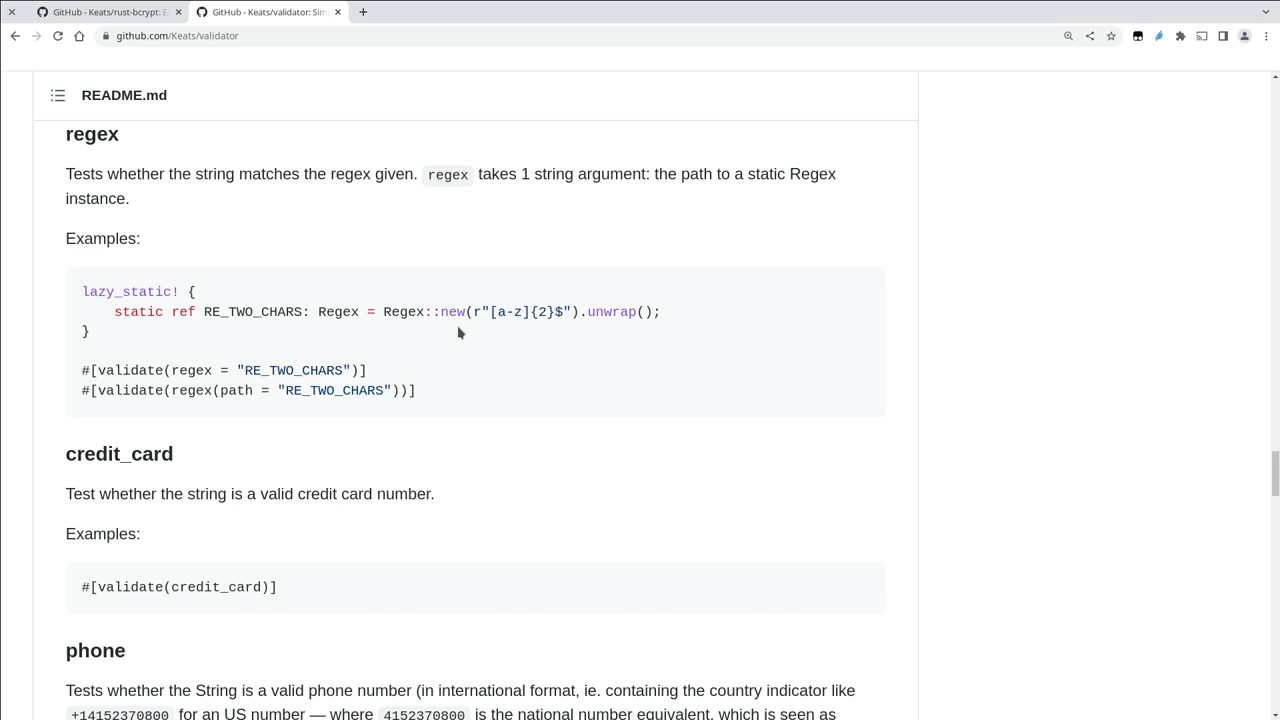 GitHub - Keats/rust-bcrypt: E
GitHub - Keats/validator: Sim
github.com/Keats/validator
README.md
regex
Tests whether the string matches the regex given. regex takes 1 string argument: the path to a static Regex
instance.
Examples:
lazy_static! {
    static ref RE_TWO_CHARS: Regex = Regex::new(r"[a-z]{2}$").unwrap();
}
#[validate(regex = "RE_TWO_CHARS")]
#[validate(regex(path = "RE_TWO_CHARS"))]
credit_card
Test whether the string is a valid credit card number.
Examples:
#[validate(credit_card)]
phone
Tests whether the String is a valid phone number (in international format, ie. containing the country indicator like
+14152370800 for an US number — where 4152370800 is the national number equivalent, which is seen as